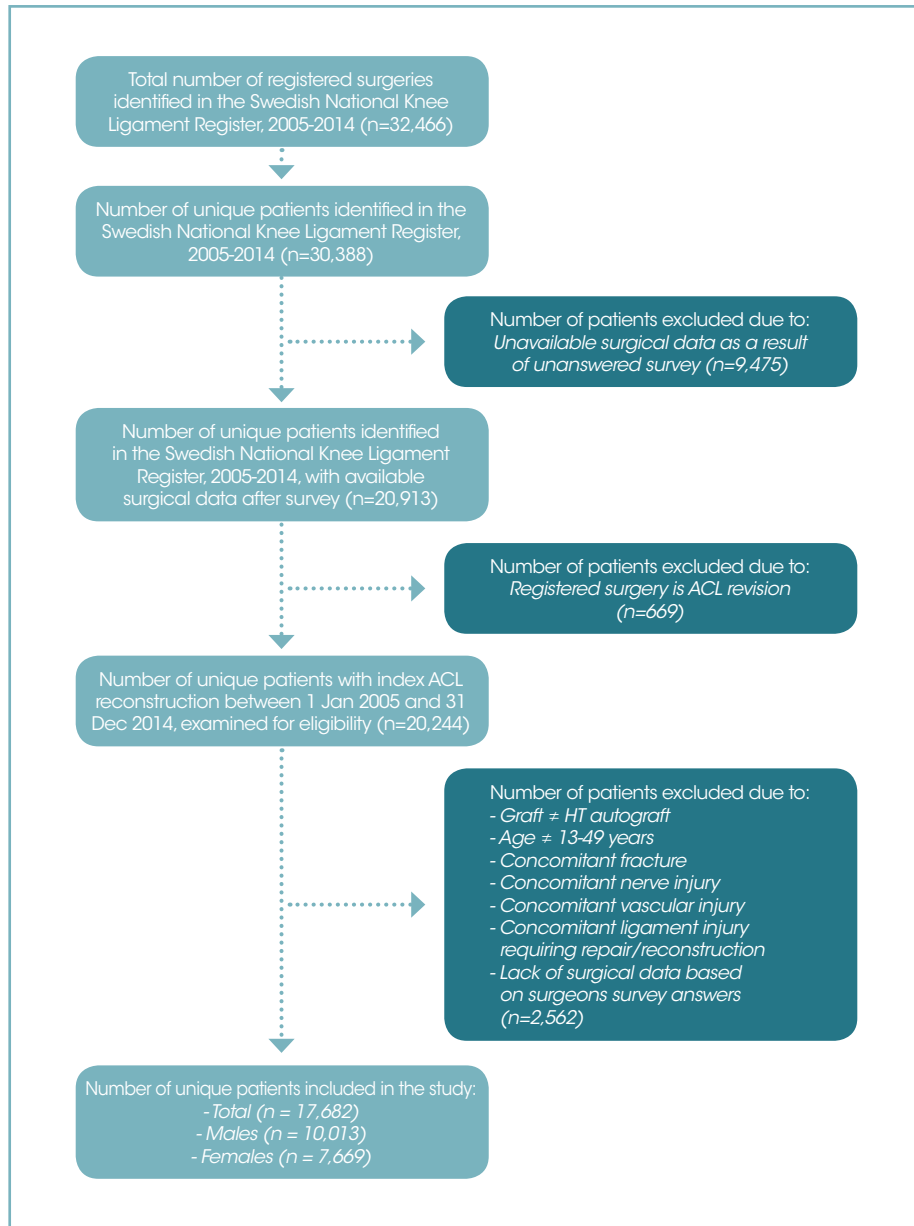 Total number of registered surgeries
identified in the Swedish National Knee
Ligament Register, 2005-2014 (n=32,466)
Number of unique patients identified in the
Swedish National Knee Ligament Register,
2005-2014 (n=30,388)
Number of patients excluded due to:
Unavailable surgical data as a result
of unanswered survey (n=9,475)
Number of unique patients identified
in the Swedish National Knee Ligament
Register, 2005-2014, with available
surgical data after survey (n=20,913)
Number of patients excluded due to:
Registered surgery is ACL revision
(n=669)
Number of unique patients with index ACL
reconstruction between 1 Jan 2005 and 31
Dec 2014, examined for eligibility (n=20,244)
Number of patients excluded due to:
- Graft ≠ HT autograft
- Age ≠ 13-49 years
- Concomitant fracture
- Concomitant nerve injury
- Concomitant vascular injury
- Concomitant ligament injury
requiring repair/reconstruction
- Lack of surgical data based
on surgeons survey answers
(n=2,562)
Number of unique patients included in the study:
- Total (n = 17,682)
- Males (n = 10,013)
- Females (n = 7,669)